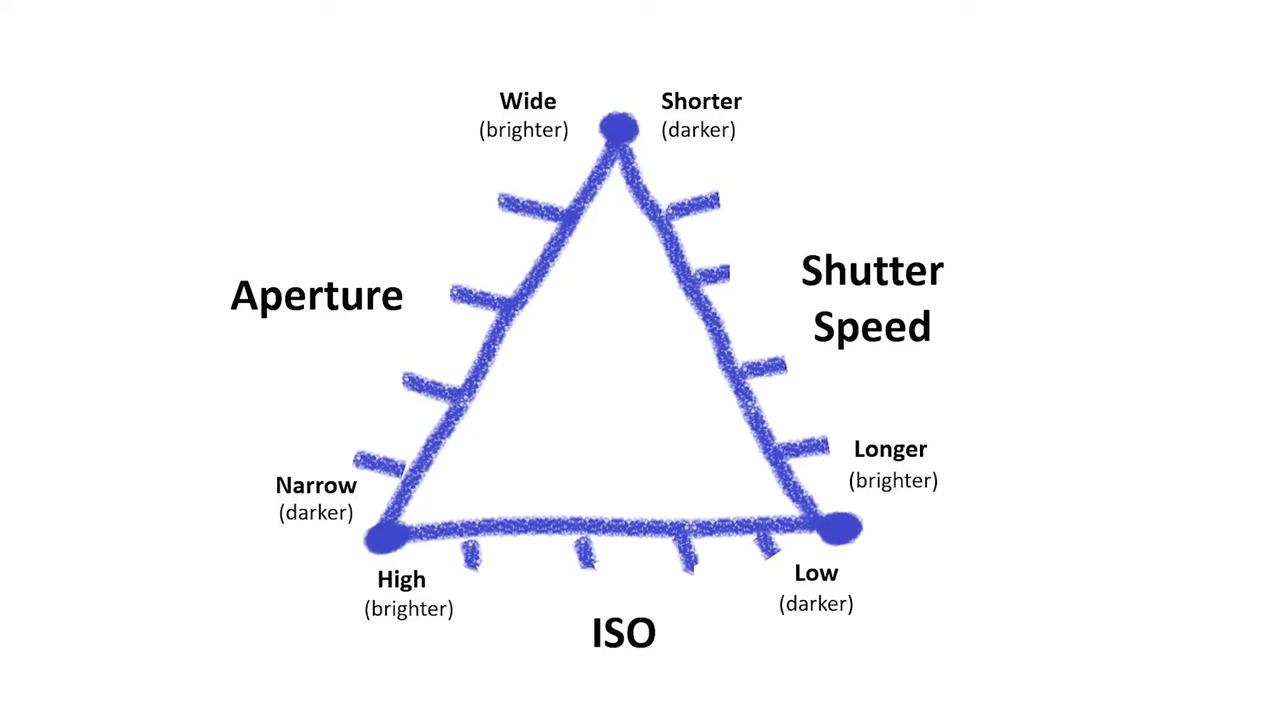 Wide
(brighter)
Shorter
(darker)
Aperture
Shutter
Speed
Narrow
(darker)
Longer
(brighter)
High
(brighter)
Low
(darker)
ISO